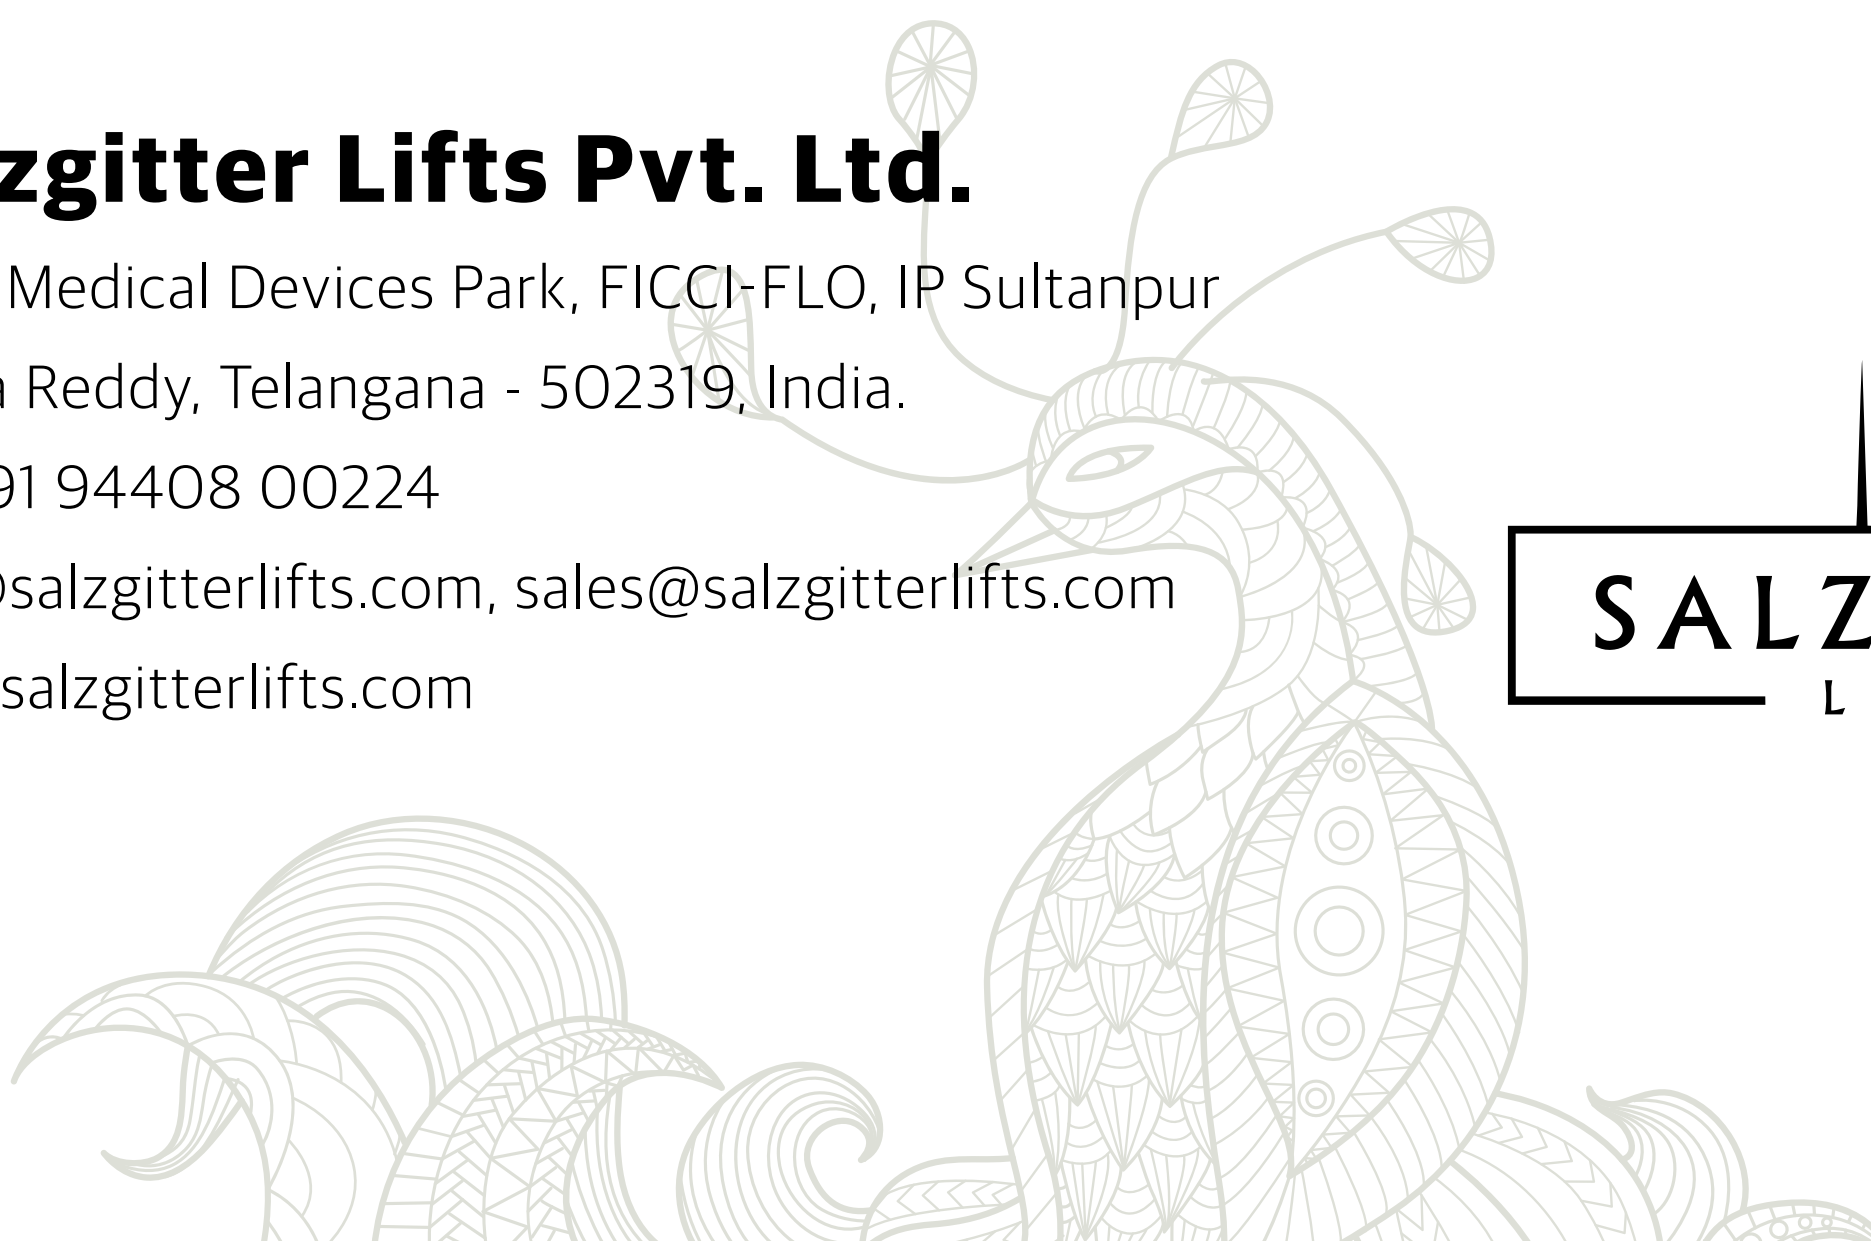 zgitter Lifts Pvt. Ltd.
Medical Devices Park, FICCI-FLO, IP Sultanpur
a Reddy, Telangana - 502319, India.
91 94408 00224
@salzgitterlifts.com, sales@salzgitterlifts.com
salzgitterlifts.com
SALZ
L